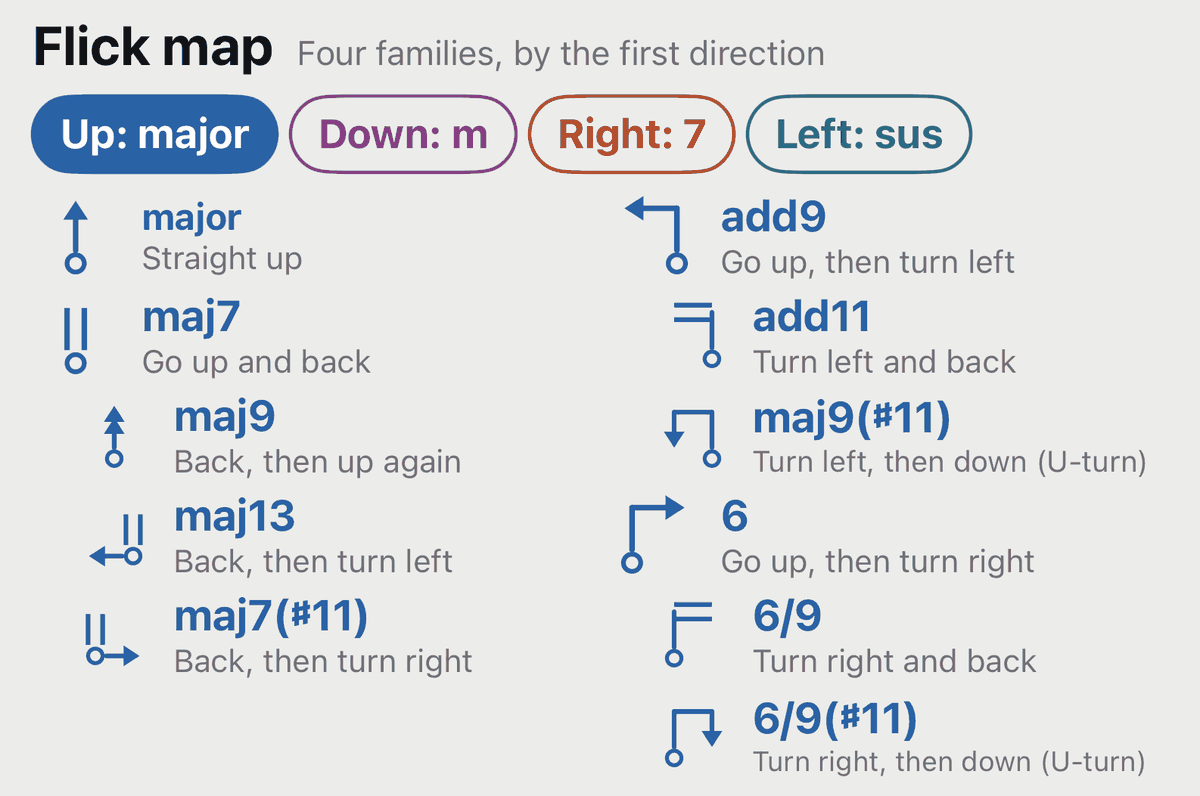 Flick map Four families, by the first direction
Up: major Down: m Right: 7 Left: sus
major
Straight up
maj7
Go up and back
maj9
Back, then up again
maj13
Back, then turn left
maj7(♯11)
Back, then turn right
add9
Go up, then turn left
add11
Turn left and back
maj9(♯11)
Turn left, then down (U-turn)
6
Go up, then turn right
6/9
Turn right and back
6/9(♯11)
Turn right, then down (U-turn)